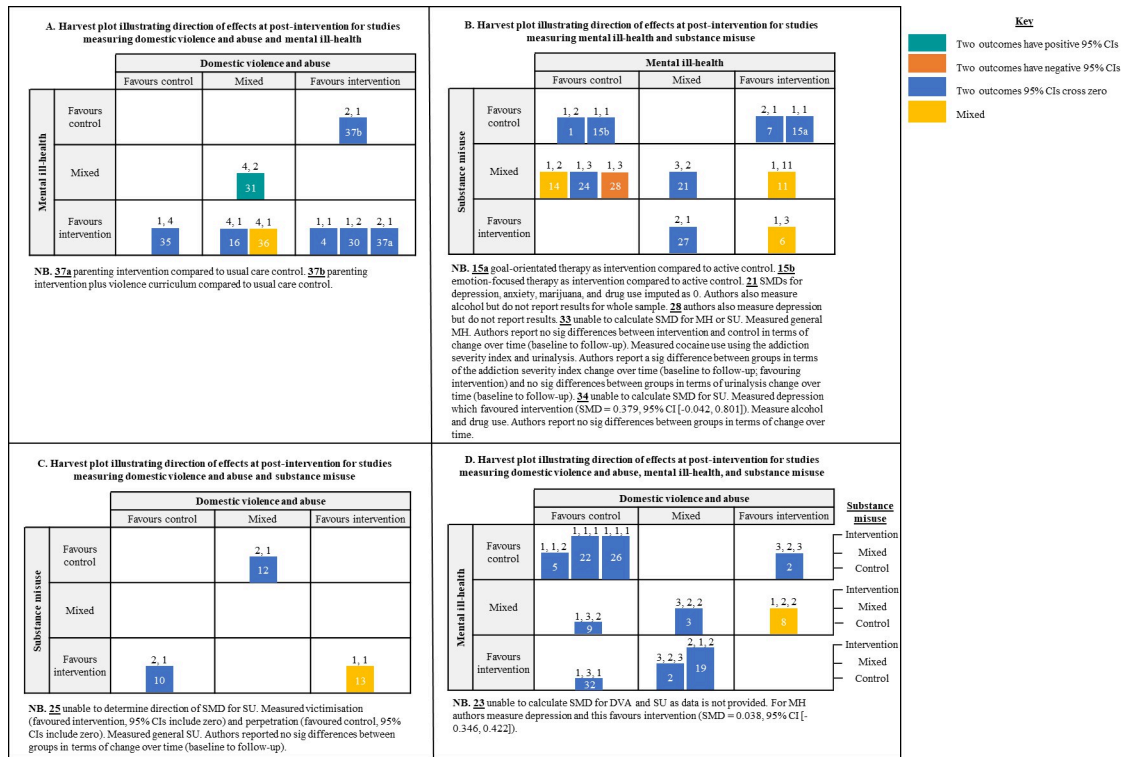 A. Harvest plot illustrating direction of effects at post-intervention for studies
measuring domestic violence and abuse and mental ill-health
Domestic violence and abuse
Favours control
Mixed
Favours intervention
Mental ill-health
Favours
control
2, 1
37b
Mixed
4, 2
31
Favours
intervention
1, 4
35
4, 1 4, 1
16 36
1, 1 1, 2 2, 1
4 30 37a
NB. 37a parenting intervention compared to usual care control. 37b parenting
intervention plus violence curriculum compared to usual care control.
B. Harvest plot illustrating direction of effects at post-intervention for studies
measuring mental ill-health and substance misuse
Mental ill-health
Favours control
Mixed
Favours intervention
Substance misuse
Favours
control
1, 2 1, 1
1 15b
2, 1 1, 1
7 15a
Mixed
1, 2 1, 3 1, 3
14 24 28
3, 2
21
1, 11
11
Favours
intervention
2, 1
27
1, 3
6
NB. 15a goal-orientated therapy as intervention compared to active control. 15b
emotion-focused therapy as intervention compared to active control. 21 SMDs for
depression, anxiety, marijuana, and drug use imputed as 0. Authors also measure
alcohol but do not report results for whole sample. 28 authors also measure depression
but do not report results. 33 unable to calculate SMD for MH or SU. Measured general
MH. Authors report no sig differences between intervention and control in terms of
change over time (baseline to follow-up). Measured cocaine use using the addiction
severity index and urinalysis. Authors report a sig difference between groups in terms
of the addiction severity index change over time (baseline to follow-up; favouring
intervention) and no sig differences between groups in terms of urinalysis change over
time (baseline to follow-up). 34 unable to calculate SMD for SU. Measured depression
which favoured intervention (SMD = 0.379, 95% CI [-0.042, 0.801]). Measure alcohol
and drug use. Authors report no sig differences between groups in terms of change over
time.
Key
Two outcomes have positive 95% CIs
Two outcomes have negative 95% CIs
Two outcomes 95% CIs cross zero
Mixed
C. Harvest plot illustrating direction of effects at post-intervention for studies
measuring domestic violence and abuse and substance misuse
Domestic violence and abuse
Favours control
Mixed
Favours intervention
Substance misuse
Favours
control
2, 1
12
Mixed
Favours
intervention
2, 1
10
1, 1
13
NB. 25 unable to determine direction of SMD for SU. Measured victimisation
(favoured intervention, 95% CIs include zero) and perpetration (favoured control, 95%
CIs include zero). Measured general SU. Authors reported no sig differences between
groups in terms of change over time (baseline to follow-up).
D. Harvest plot illustrating direction of effects at post-intervention for studies
measuring domestic violence and abuse, mental ill-health, and substance misuse
Domestic violence and abuse
Favours control
Mixed
Favours intervention
Substance
misuse
Mental ill-health
Favours
control
1, 1, 2 1, 1, 1 1, 1, 1
5 22 26
3, 2, 3
2
Intervention
Mixed
Control
Mixed
1, 3, 2
9
3, 2, 2
3
1, 2, 2
8
Intervention
Mixed
Control
Favours
intervention
1, 3, 1
32
3, 2, 3 2, 1, 2
2 19
Intervention
Mixed
Control
NB. 23 unable to calculate SMD for DVA and SU as data is not provided. For MH
authors measure depression and this favours intervention (SMD = 0.038, 95% CI [-
0.346, 0.422]).